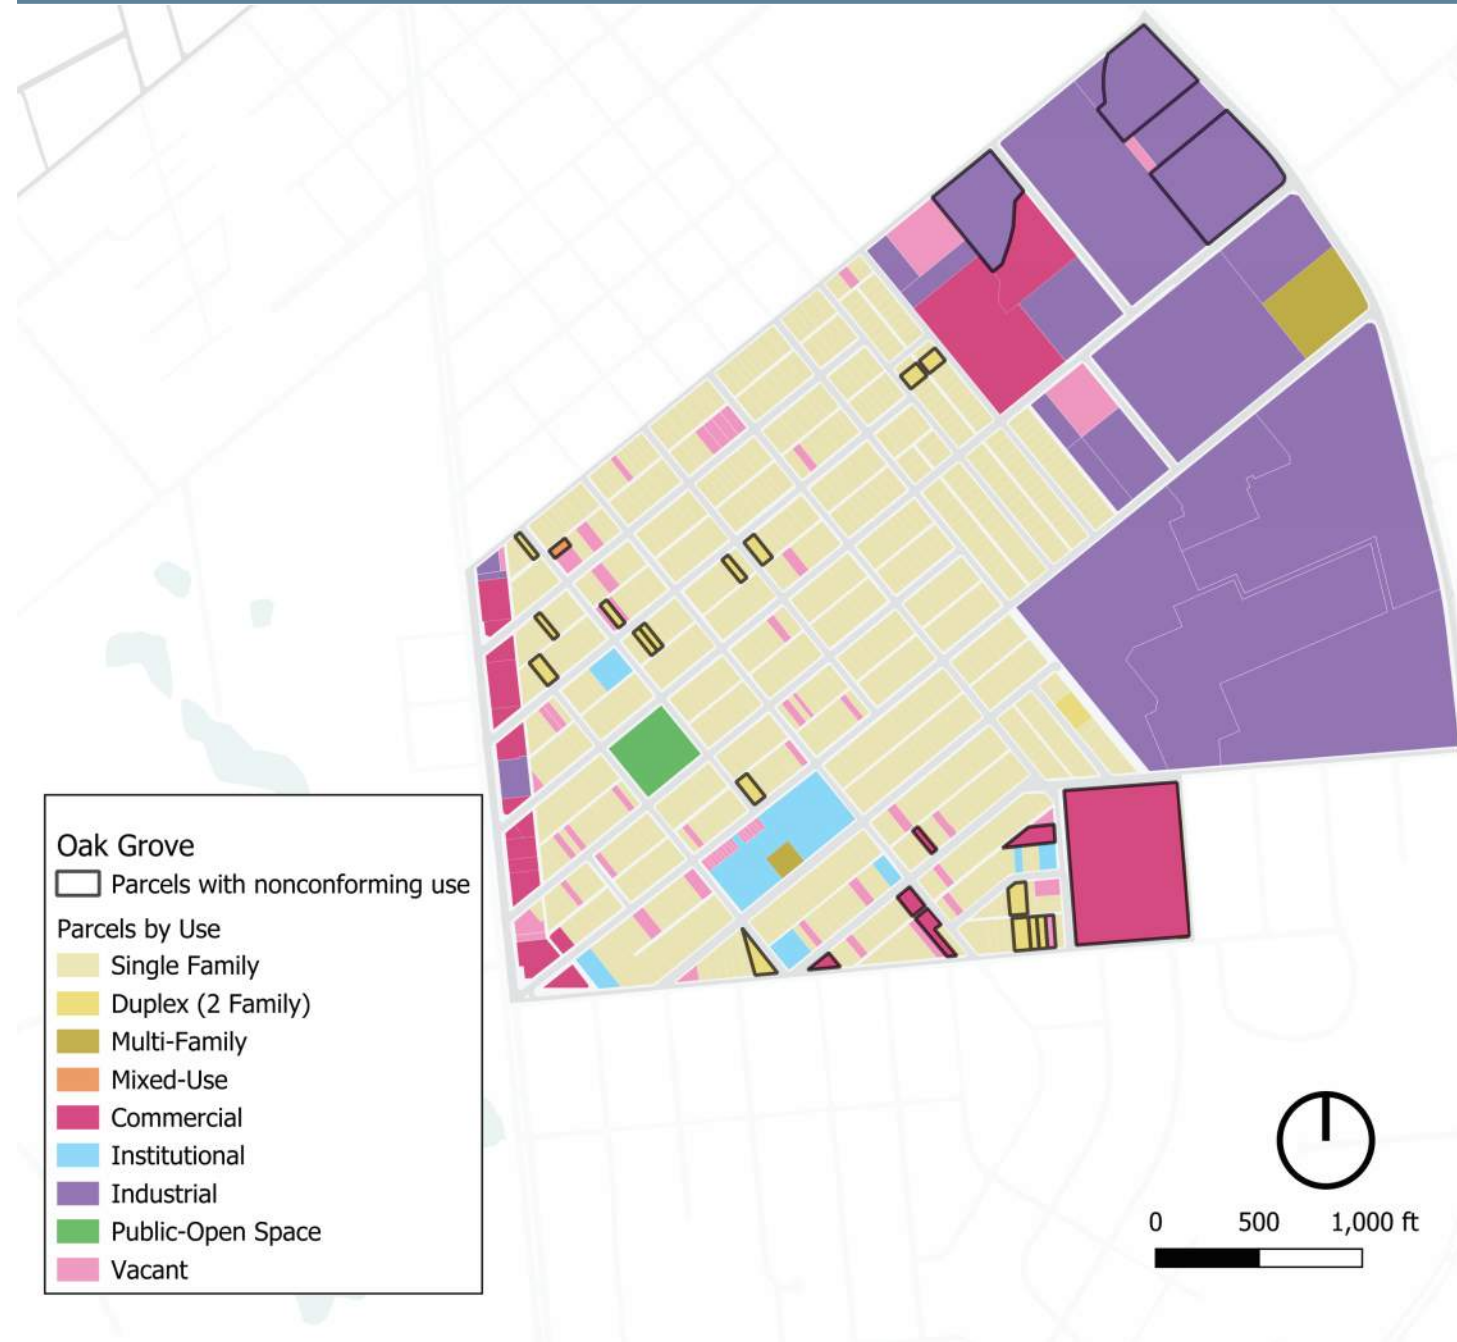 Oak Grove
Parcels with nonconforming use
Parcels by Use
Single Family
Duplex (2 Family)
Multi-Family
Mixed-Use
Commercial
Institutional
Industrial
Public-Open Space
Vacant
0 500 1,000 ft